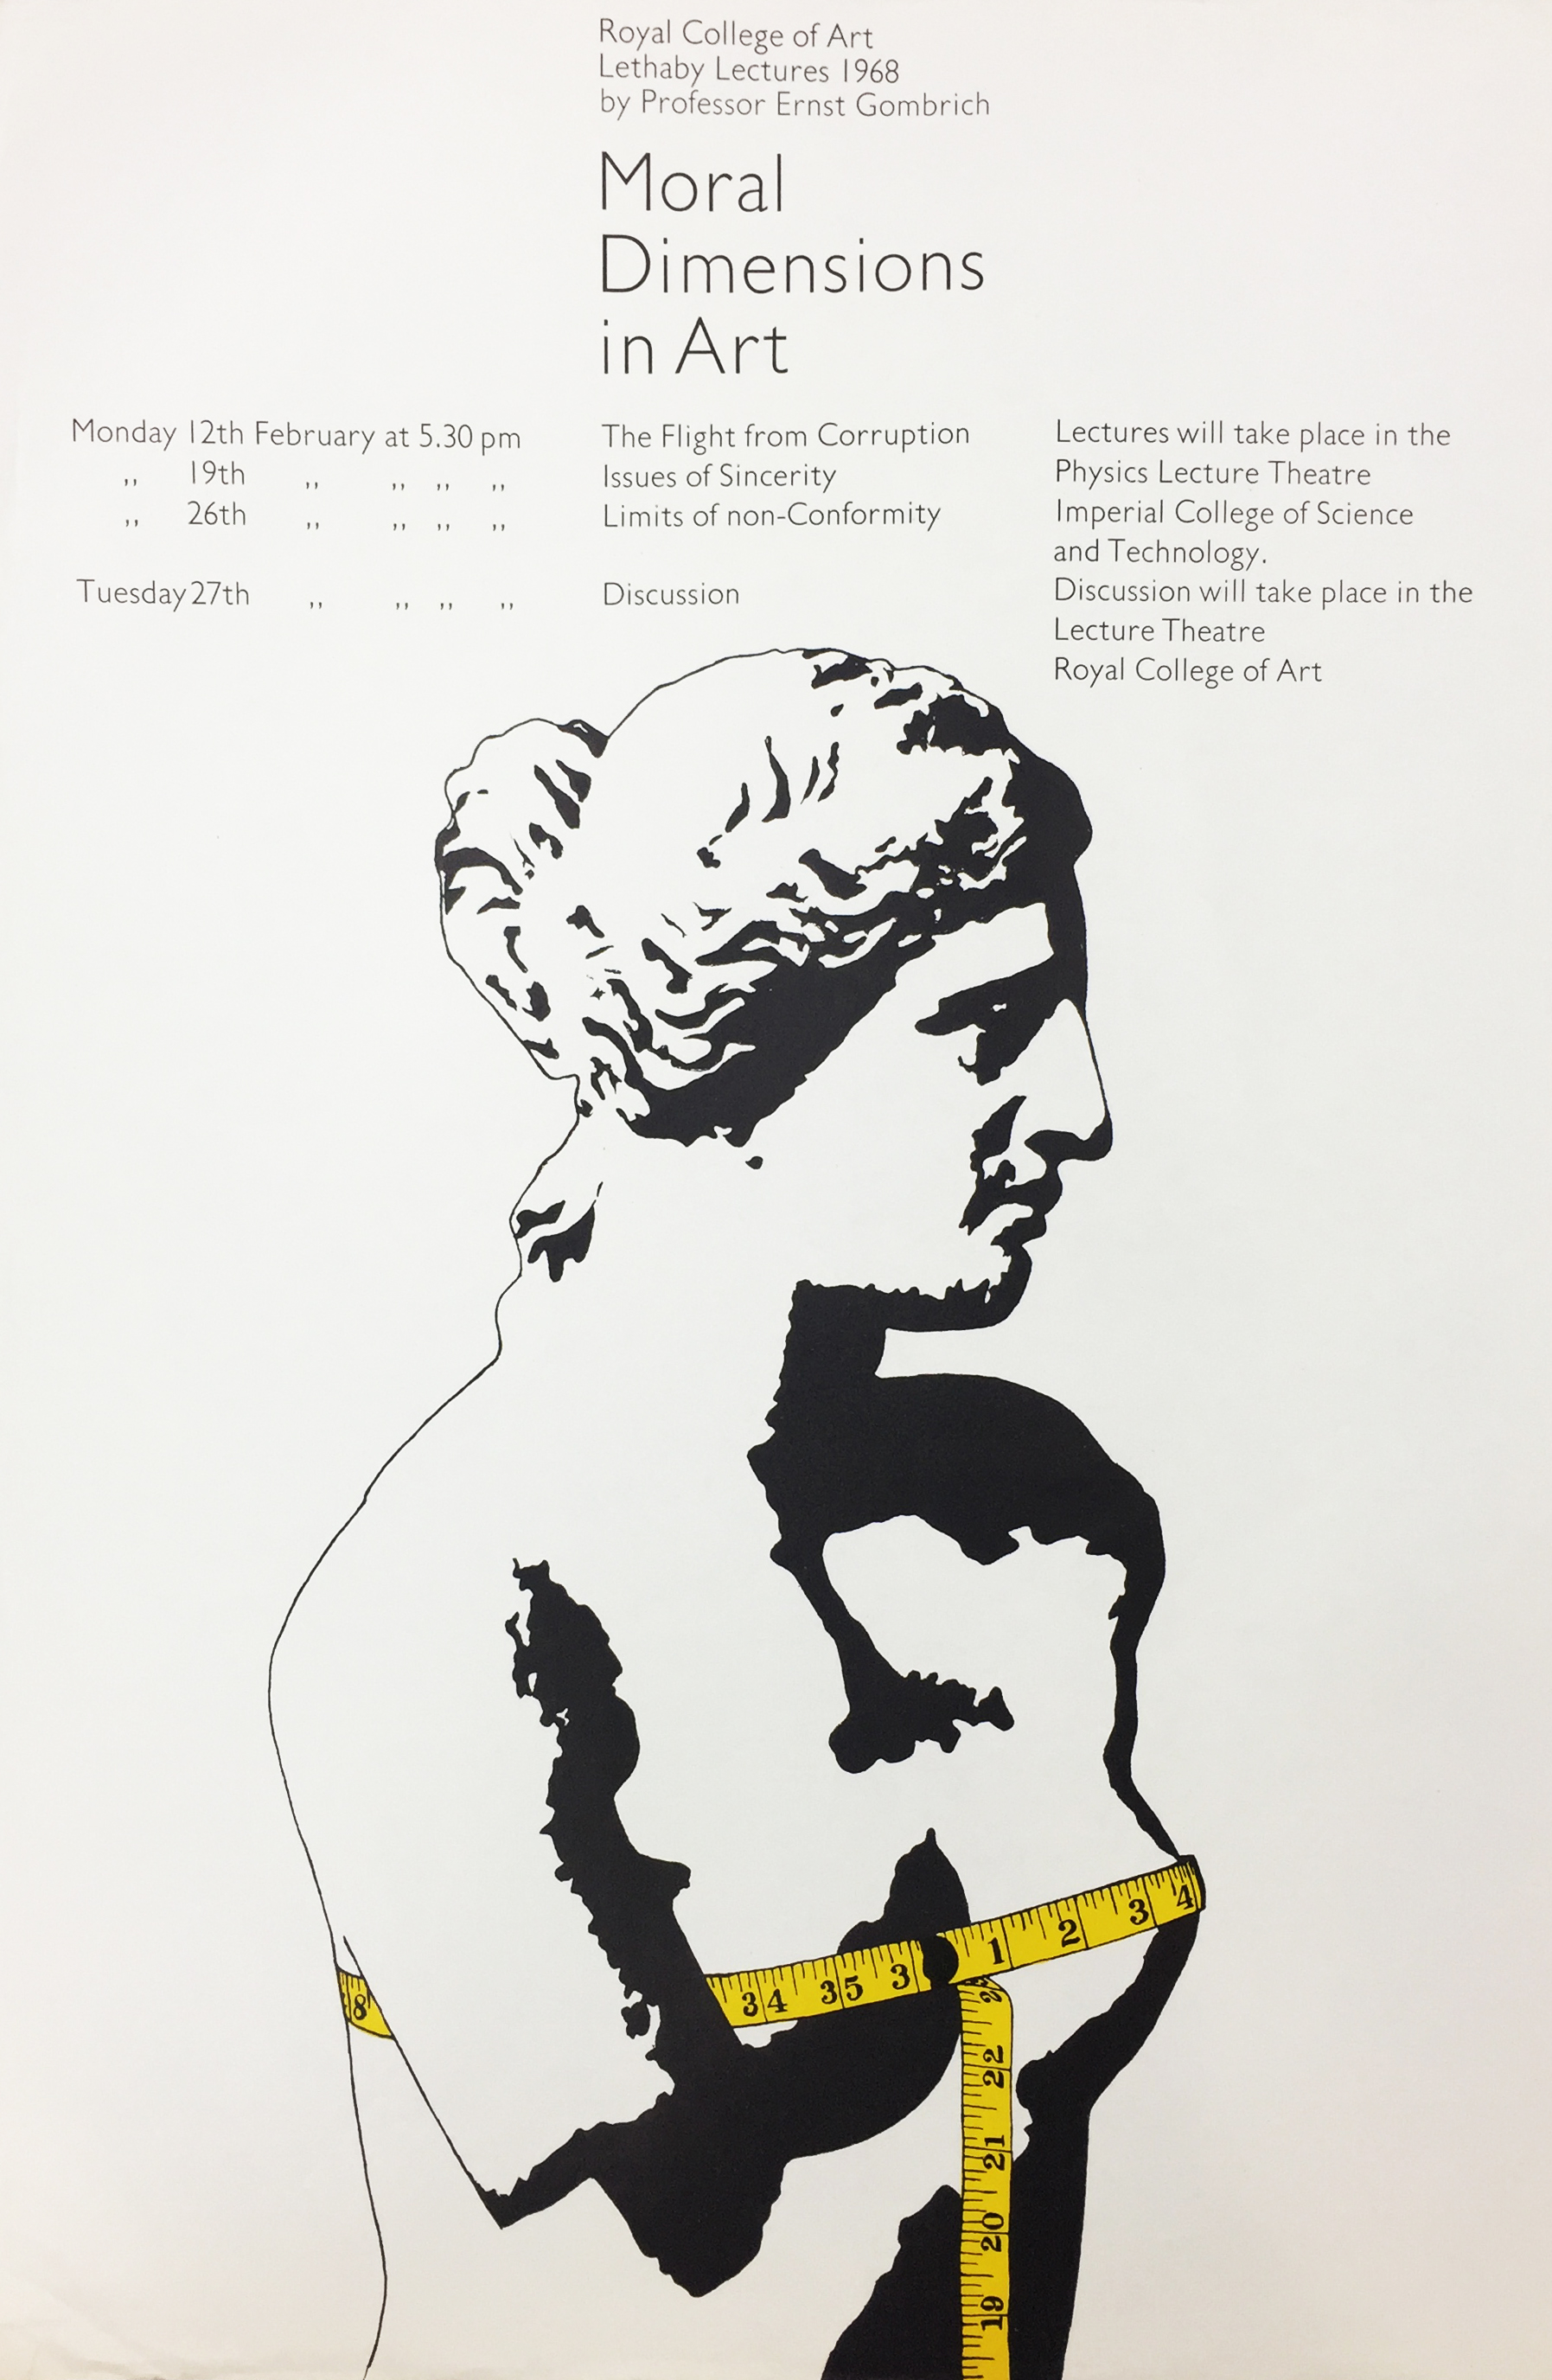 Royal College of Art
Lethaby Lectures 1968
by Professor Ernst Gombrich
Moral
Dimensions
in Art
Monday 12th February at 5.30 pm
,, 19th ,, ,, ,, ,,
,, 26th ,, ,, ,, ,,
Tuesday 27th ,, ,, ,, ,,
The Flight from Corruption
Issues of Sincerity
Limits of non-Conformity
Discussion
Lectures will take place in the
Physics Lecture Theatre
Imperial College of Science
and Technology.
Discussion will take place in the
Lecture Theatre
Royal College of Art
8
34 35 3 1 2 3 4
2
22
21
20
19